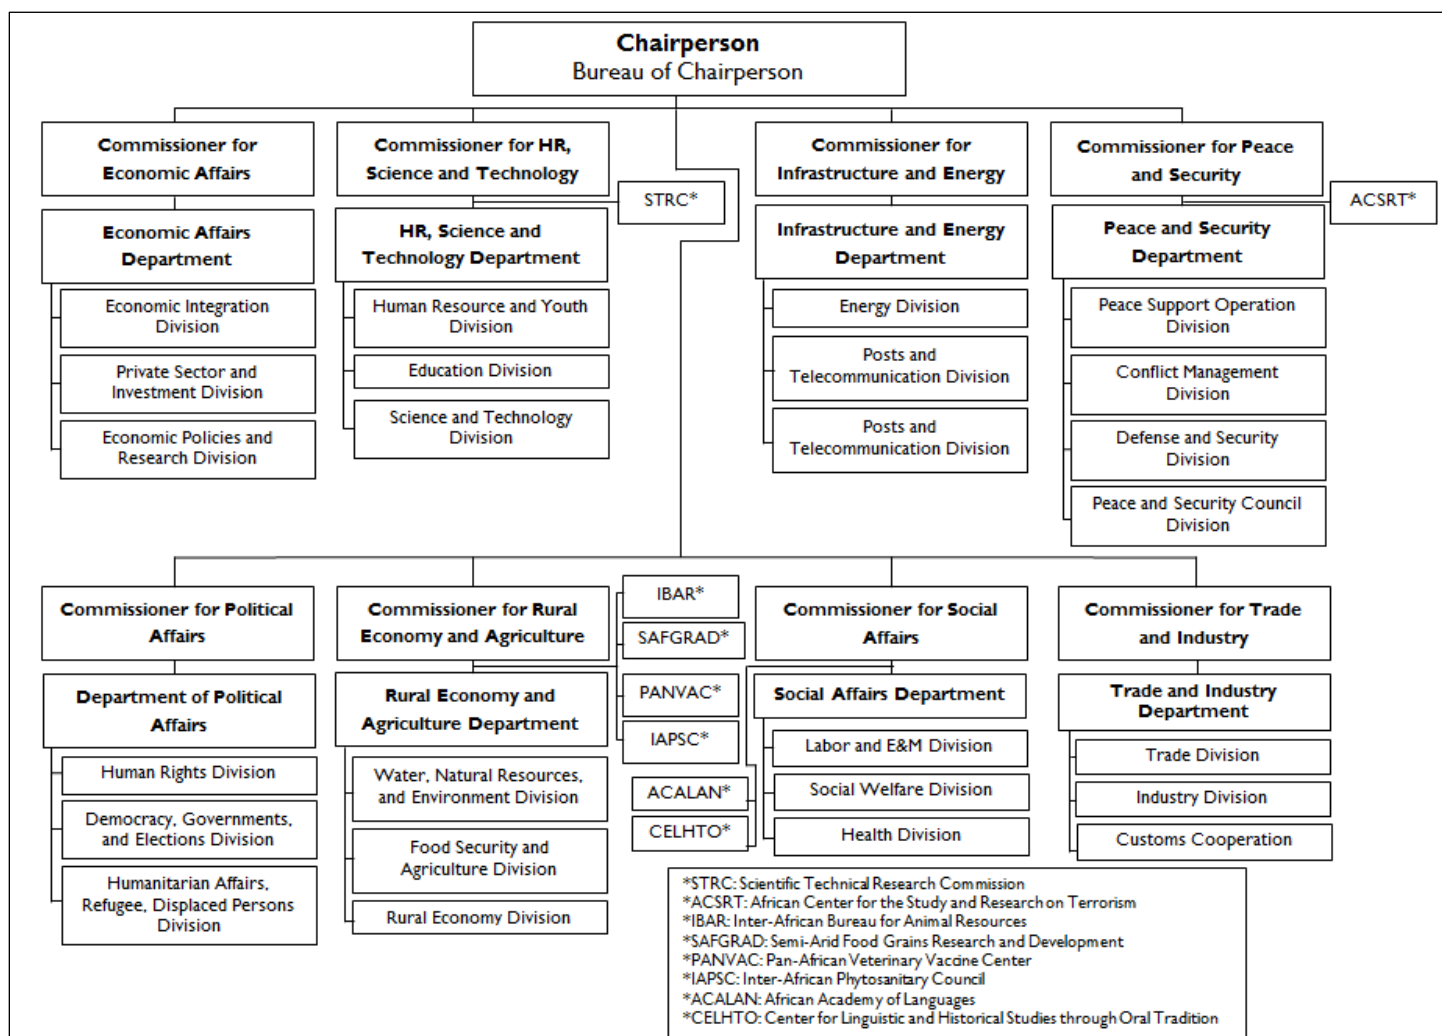 Chairperson
Bureau of Chairperson
Commissioner for
Economic Affairs
Commissioner for HR,
Science and Technology
Commissioner for
Infrastructure and Energy
Commissioner for Peace
and Security
STRC*
ACSRT*
Economic Affairs
Department
HR, Science and
Technology Department
Infrastructure and Energy
Department
Peace and Security
Department
Economic Integration
Division
Private Sector and
Investment Division
Economic Policies and
Research Division
Human Resource and Youth
Division
Education Division
Science and Technology
Division
Energy Division
Posts and
Telecommunication Division
Posts and
Telecommunication Division
Peace Support Operation
Division
Conflict Management
Division
Defense and Security
Division
Peace and Security Council
Division
Commissioner for Political
Affairs
Commissioner for Rural
Economy and Agriculture
IBAR*
SAFGRAD*
PANVAC*
IAPSC*
Commissioner for Social
Affairs
Commissioner for Trade
and Industry
Department of Political
Affairs
Rural Economy and
Agriculture Department
Social Affairs Department
Trade and Industry
Department
Human Rights Division
Democracy, Governments,
and Elections Division
Humanitarian Affairs,
Refugee, Displaced Persons
Division
Water, Natural Resources,
and Environment Division
Food Security and
Agriculture Division
Rural Economy Division
ACALAN*
CELHTO*
Labor and E&M Division
Social Welfare Division
Health Division
Trade Division
Industry Division
Customs Cooperation
*STRC: Scientific Technical Research Commission
*ACSRT: African Center for the Study and Research on Terrorism
*IBAR: Inter-African Bureau for Animal Resources
*SAFGRAD: Semi-Arid Food Grains Research and Development
*PANVAC: Pan-African Veterinary Vaccine Center
*IAPSC: Inter-African Phytosanitary Council
*ACALAN: African Academy of Languages
*CELHTO: Center for Linguistic and Historical Studies through Oral Tradition